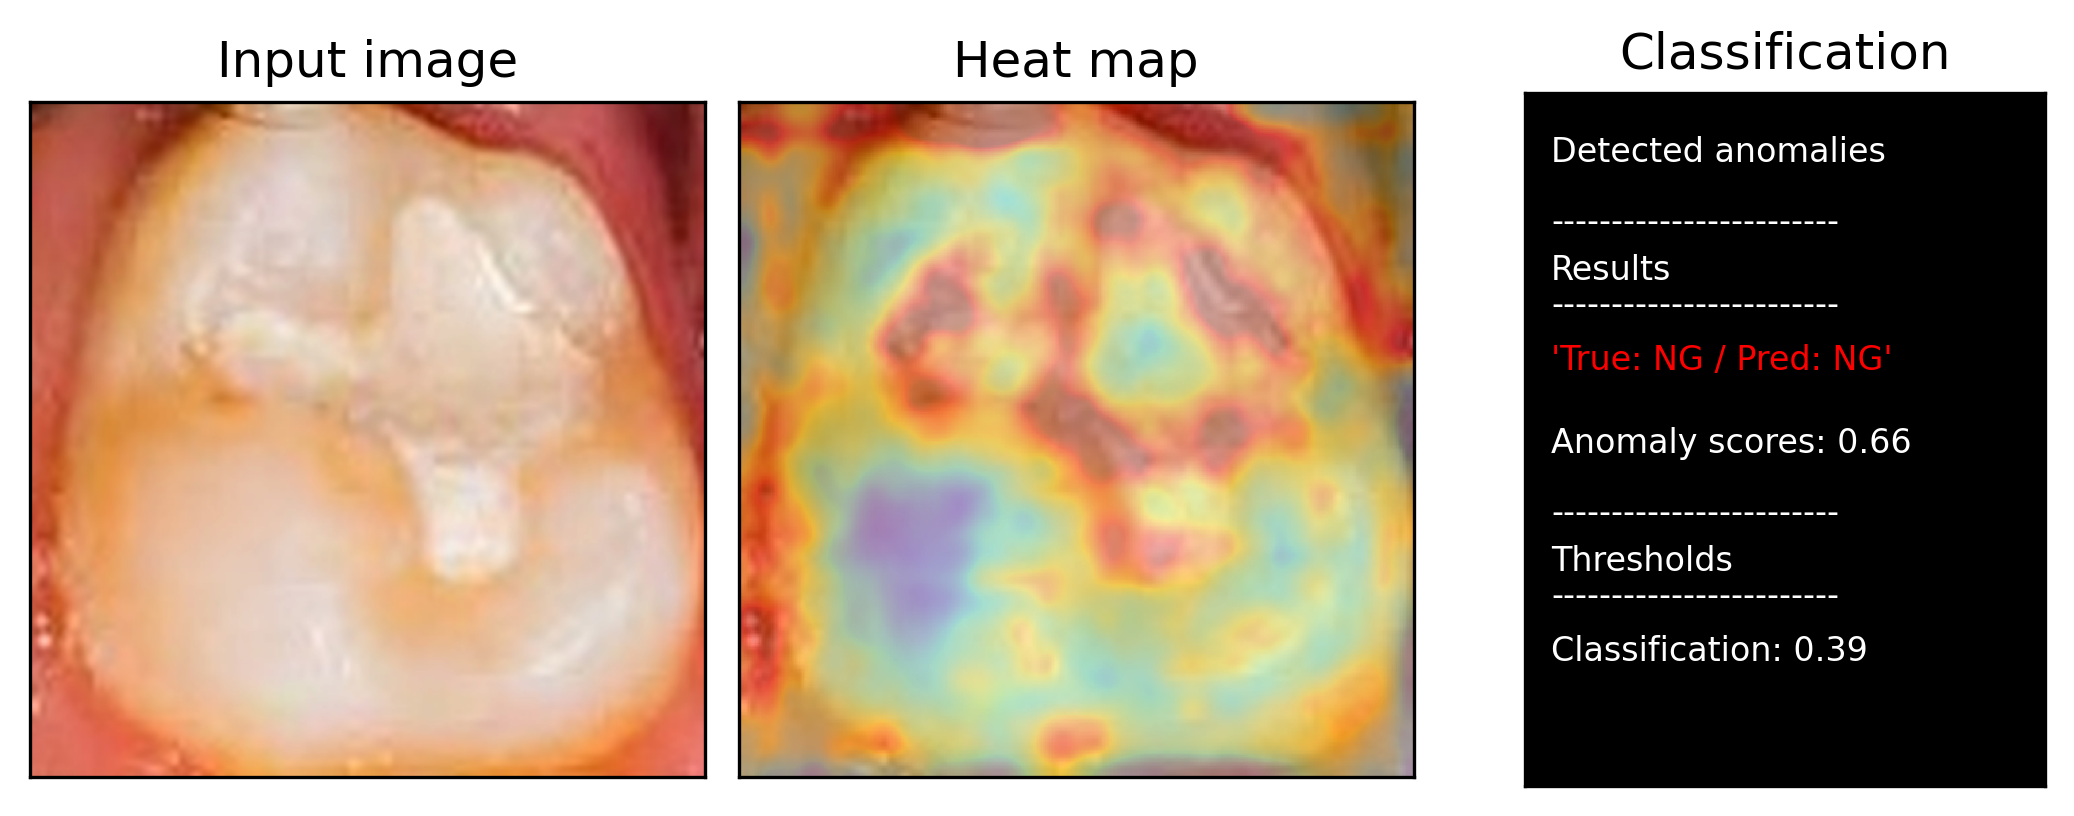 Input image
Heat map
Classification
Detected anomalies
------------------------
Results
------------------------
'True: NG / Pred: NG'
Anomaly scores: 0.66
------------------------
Thresholds
------------------------
Classification: 0.39